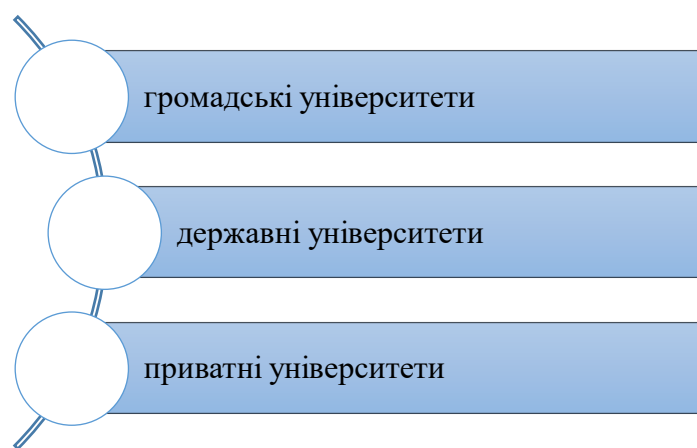 громадські університети
державні університети
приватні університети